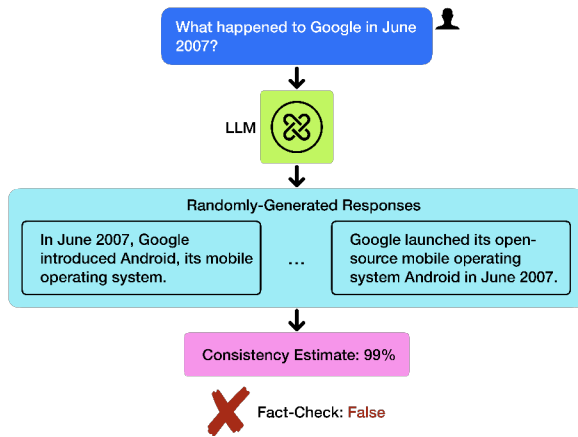 What happened to Google in June
2007?
LLM
Randomly-Generated Responses
In June 2007, Google
introduced Android, its mobile
operating system.
...
Google launched its open-
source mobile operating
system Android in June 2007.
Consistency Estimate: 99%
Fact-Check: False